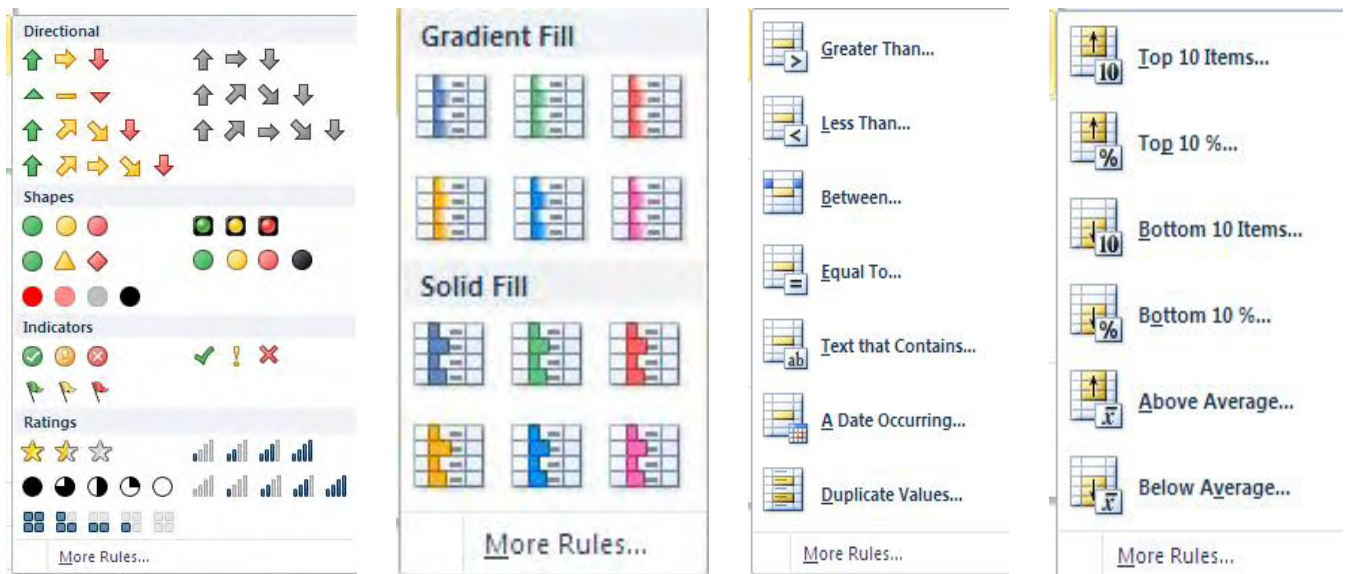 Directional
Shapes
Indicators
Ratings
More Rules...
Gradient Fill
Solid Fill
More Rules...
Greater Than...
Less Than...
Between...
Equal To...
Text that Contains...
A Date Occurring...
Duplicate Values...
More Rules...
Top 10 Items...
Top 10 %...
Bottom 10 Items...
Bottom 10 %...
Above Average...
Below Average...
More Rules...